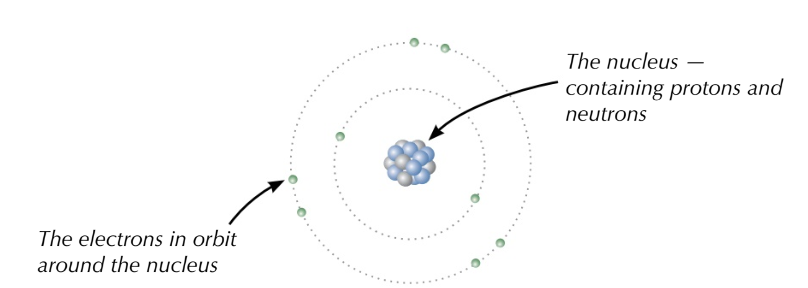 The nucleus —
containing protons and
neutrons
The electrons in orbit
around the nucleus